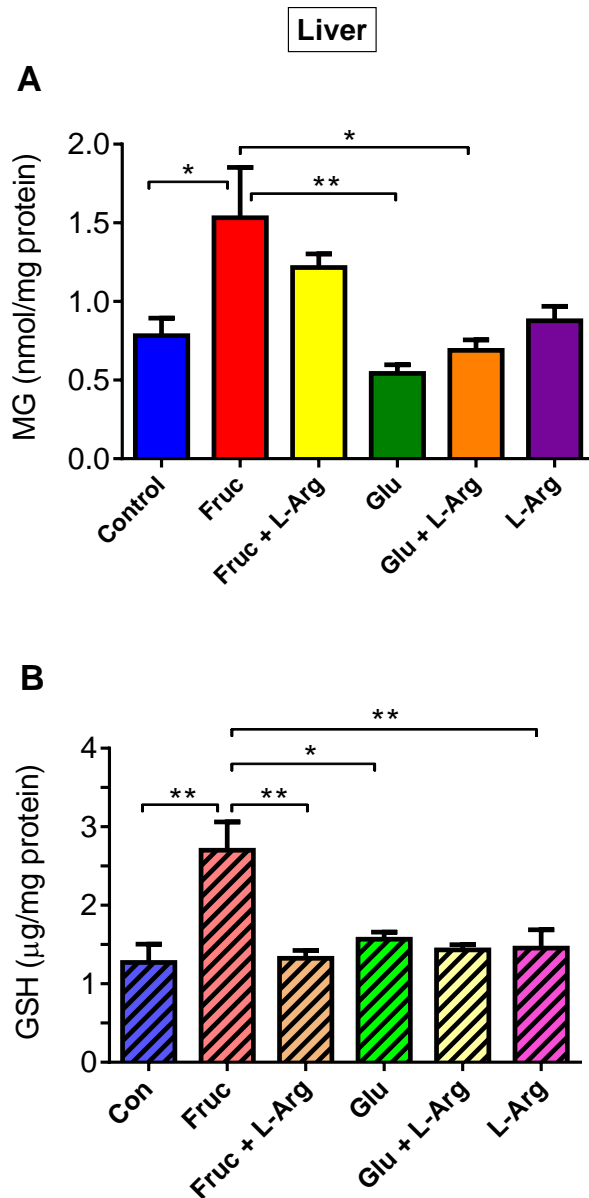 Liver
A
MG (nmol/mg protein)
2.0
1.5
1.0
0.5
0.0
*
**
*
Control
Fruc
Fruc + L-Arg
Glu
Glu + L-Arg
L-Arg
B
GSH (μg/mg protein)
4
3
2
1
0
**
*
**
**
Con
Fruc
Fruc + L-Arg
Glu
Glu + L-Arg
L-Arg